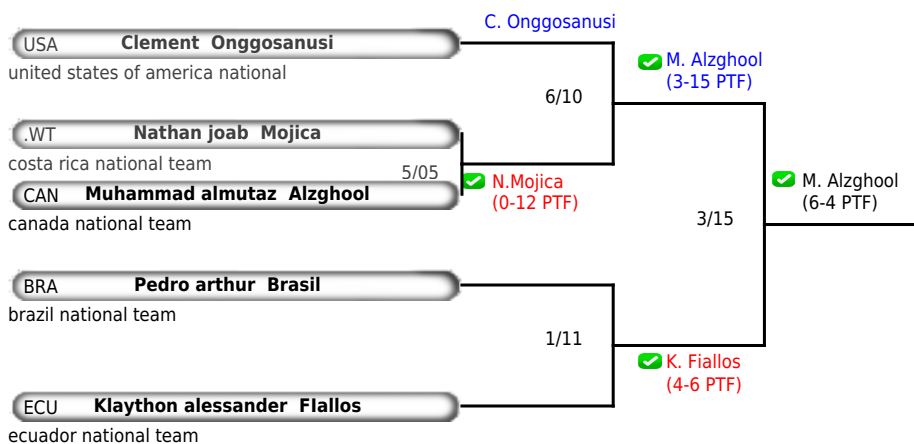 C. Onggosanusi
USA Clement Onggosanusi
united states of america national
M. Alzghool
(3-15 PTF)
6/10
.WT Nathan joab Mojica
costa rica national team
5/05
N.Mojica
(0-12 PTF)
CAN Muhammad almutaz Alzghool
canada national team
M. Alzghool
(6-4 PTF)
3/15
BRA Pedro arthur Brasil
brazil national team
1/11
K. Fiallos
(4-6 PTF)
ECU Klaython alessander FIallos
ecuador national team